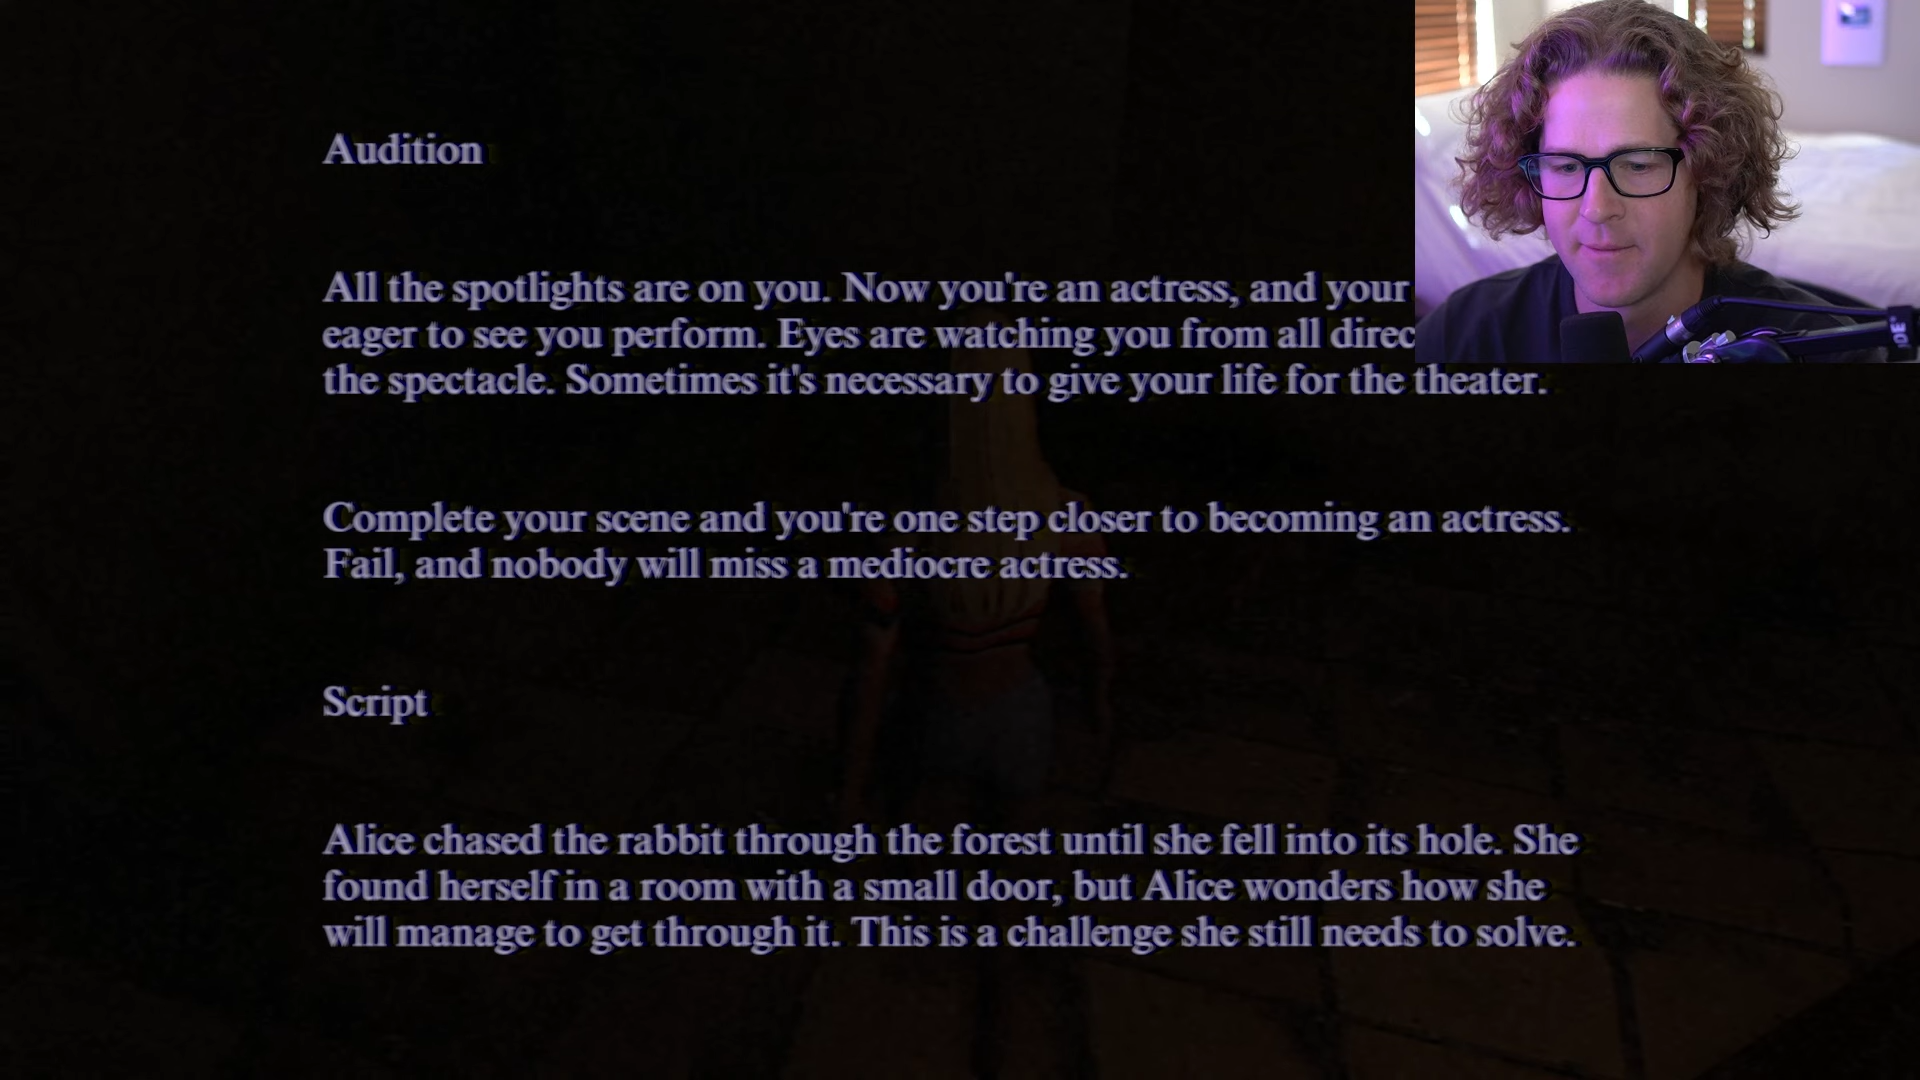 Audition
All the spotlights are on you. Now you're an actress, and your
eager to see you perform. Eyes are watching you from all
the spectacle. Sometimes it's necessary to give your life for the theater.
Complete your scene and you're one step closer to becoming an actress.
Fail, and nobody will miss a mediocre actress.
Script
Alice chased the rabbit through the forest until she fell into its hole. She
found herself in a room with a small door, but Alice wonders how she
will manage to get through it. This is a challenge she still needs to solve.